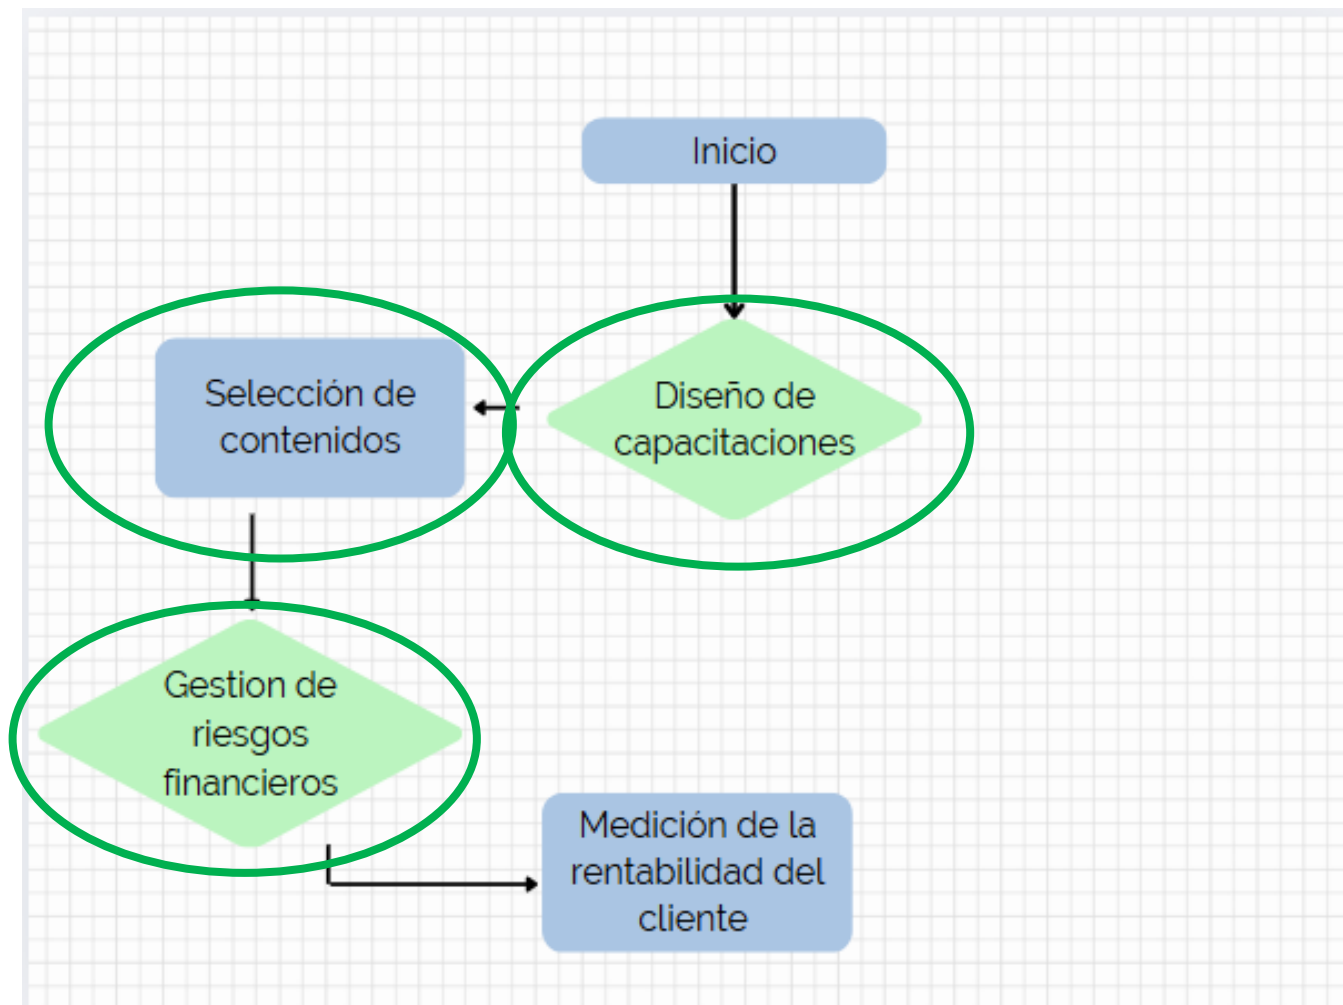 Inicio
Diseño de
capacitaciones
Selección de
contenidos
Gestion de
riesgos
financieros
Medición de la
rentabilidad del
cliente